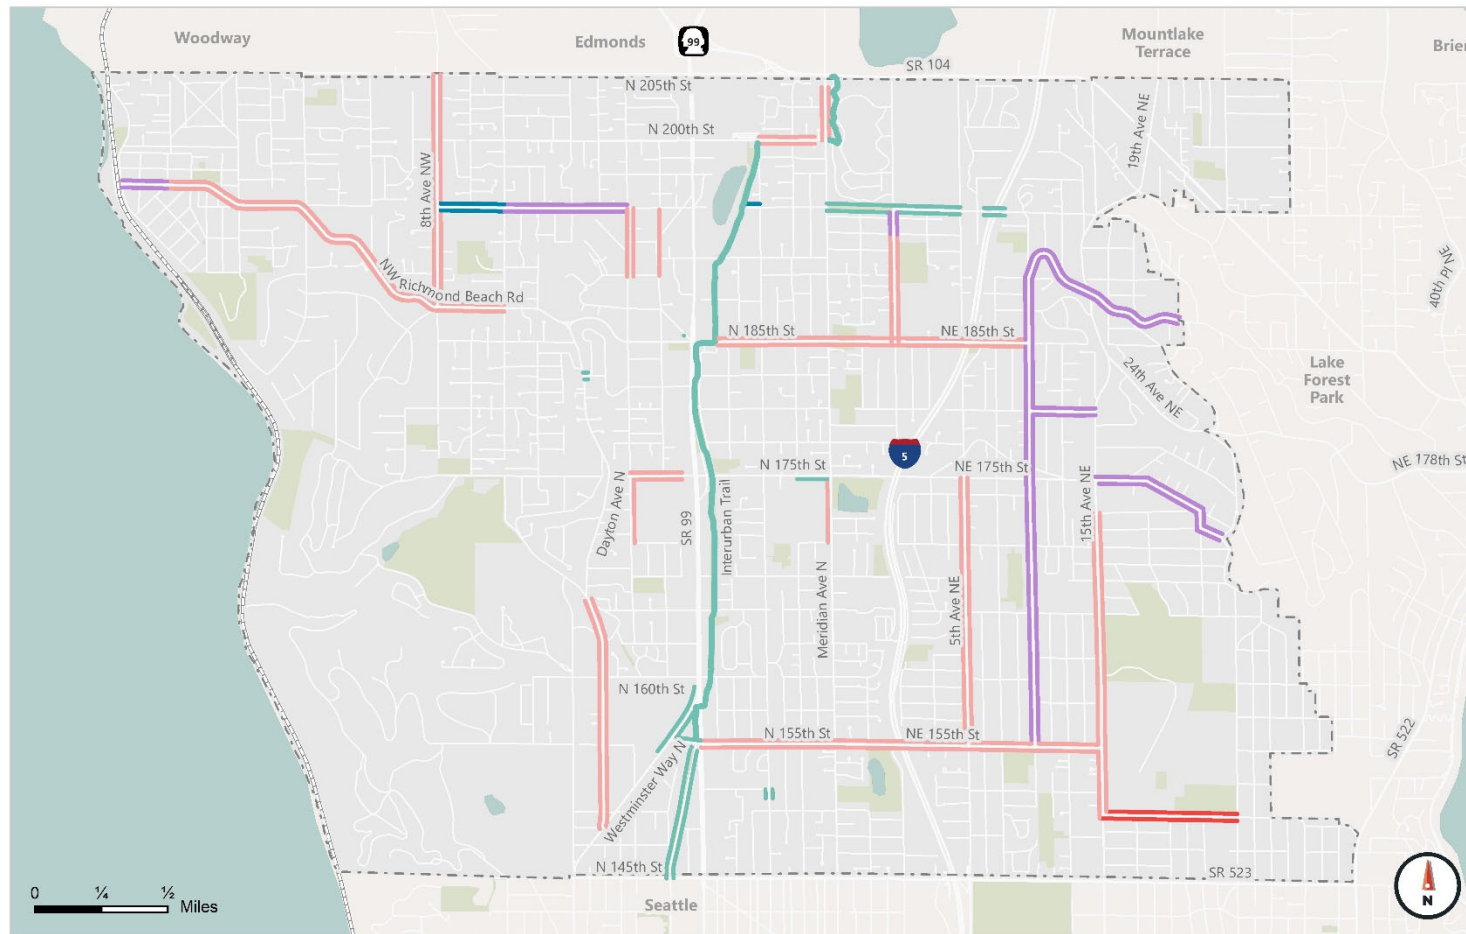 Woodway
Edmonds
99
Mountlake
Terrace
Brier
SR 104
N 205th St
N 200th St
19th Ave NE
8th Ave NW
40th Pl NE
NW Richmond Beach Rd
N 185th St
NE 185th St
Lake
Forest
Park
24th Ave NE
5
N 175th St
NE 175th St
NE 178th St
Dayton Ave N
SR 99
Interurban Trail
15th Ave NE
Meridian Ave N
5th Ave NE
N 160th St
N 155th St
NE 155th St
SR 522
Westminster Way N
N 145th St
SR 523
0 ¼ ½
Miles
Seattle
N